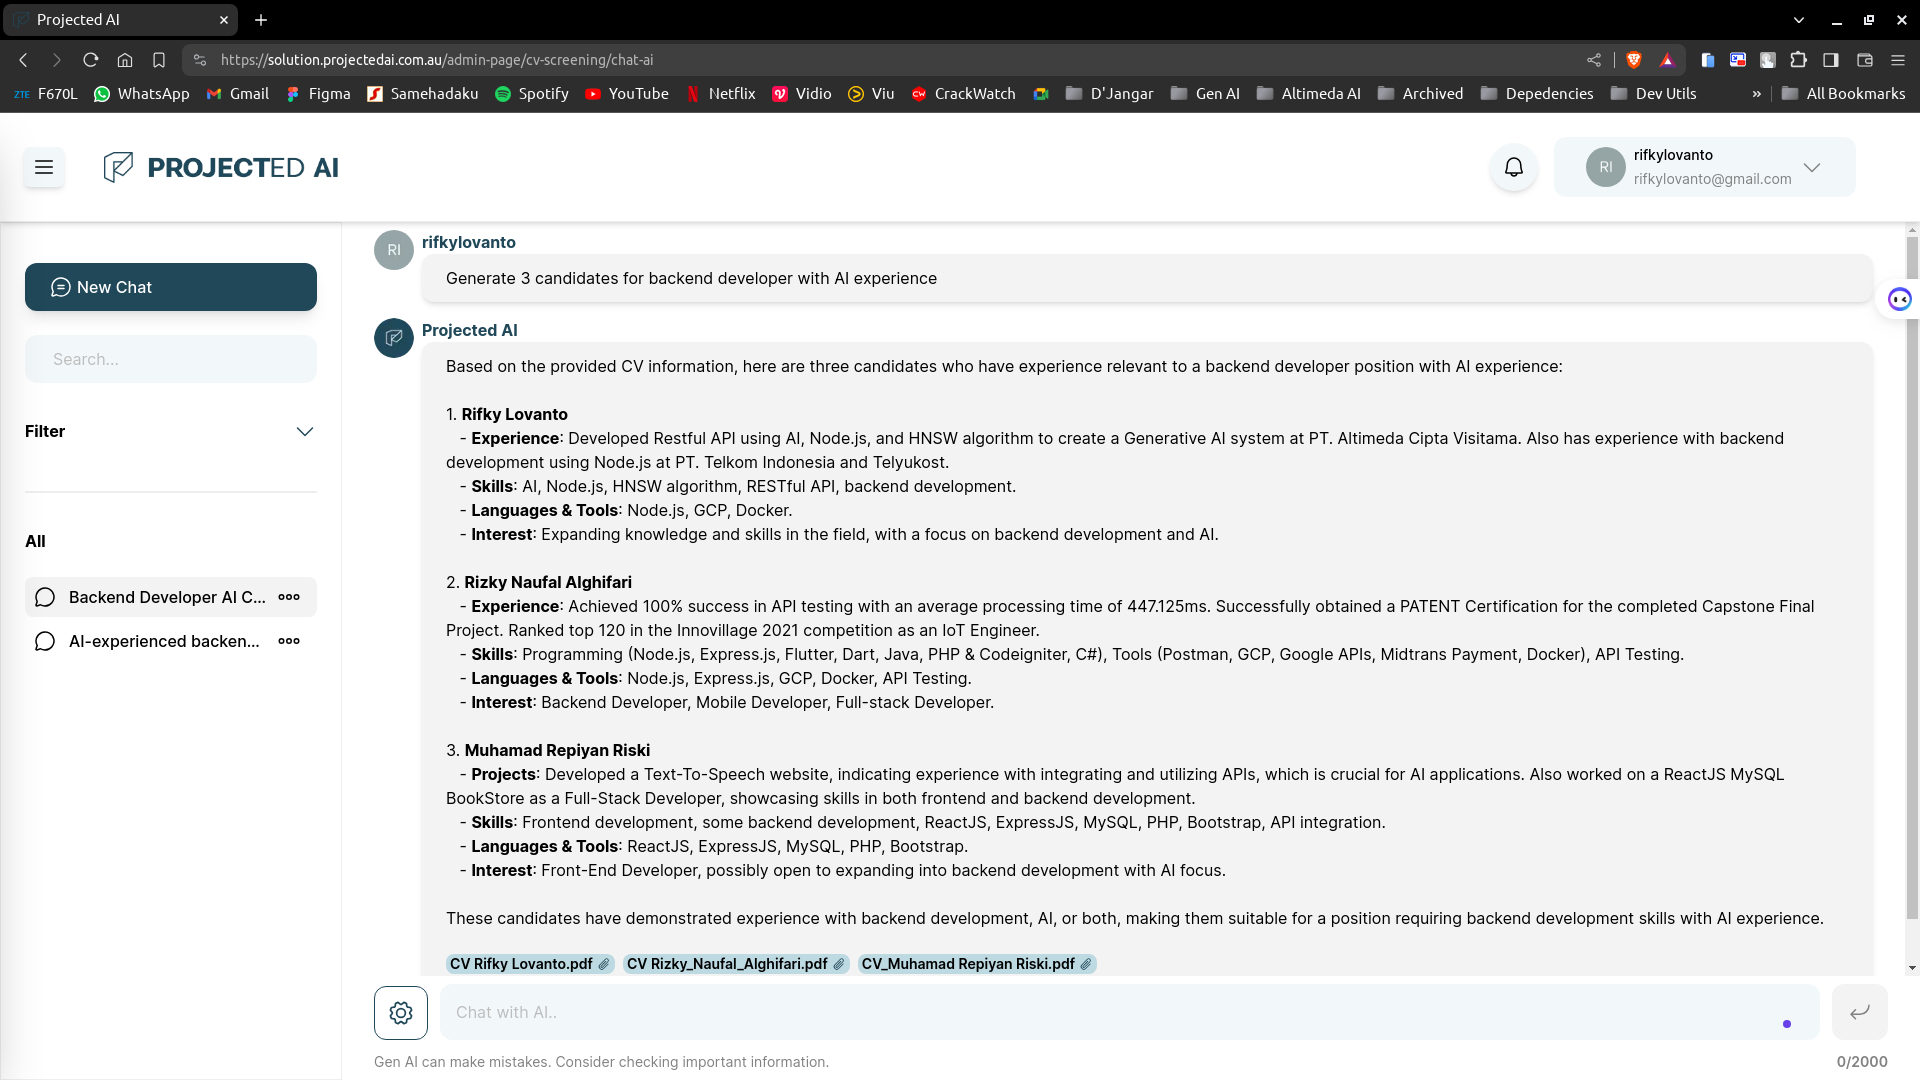 Projected AI
https://solution.projectedai.com.au/admin-page/cv-screening/chat-ai
ZTE F670L WhatsApp Gmail Figma Samehadaku Spotify YouTube Netflix Vidio Viu CrackWatch D'Jangar Gen AI Altimeda AI Archived Depedencies Dev Utils » All Bookmarks
PROJECTED AI
RI
rifkylovanto
rifkylovanto@gmail.com
New Chat
Search...
Filter
All
Backend Developer AI C...
AI-experienced backen...
RI
rifkylovanto
Generate 3 candidates for backend developer with AI experience
Projected AI
Based on the provided CV information, here are three candidates who have experience relevant to a backend developer position with AI experience:
1. Rifky Lovanto
- Experience: Developed Restful API using AI, Node.js, and HNSW algorithm to create a Generative AI system at PT. Altimeda Cipta Visitama. Also has experience with backend
development using Node.js at PT. Telkom Indonesia and Telyukost.
- Skills: AI, Node.js, HNSW algorithm, RESTful API, backend development.
- Languages & Tools: Node.js, GCP, Docker.
- Interest: Expanding knowledge and skills in the field, with a focus on backend development and AI.
2. Rizky Naufal Alghifari
- Experience: Achieved 100% success in API testing with an average processing time of 447.125ms. Successfully obtained a PATENT Certification for the completed Capstone Final
Project. Ranked top 120 in the Innovillage 2021 competition as an IoT Engineer.
- Skills: Programming (Node.js, Express.js, Flutter, Dart, Java, PHP & Codeigniter, C#), Tools (Postman, GCP, Google APIs, Midtrans Payment, Docker), API Testing.
- Languages & Tools: Node.js, Express.js, GCP, Docker, API Testing.
- Interest: Backend Developer, Mobile Developer, Full-stack Developer.
3. Muhamad Repiyan Riski
- Projects: Developed a Text-To-Speech website, indicating experience with integrating and utilizing APIs, which is crucial for AI applications. Also worked on a ReactJS MySQL
BookStore as a Full-Stack Developer, showcasing skills in both frontend and backend development.
- Skills: Frontend development, some backend development, ReactJS, ExpressJS, MySQL, PHP, Bootstrap, API integration.
- Languages & Tools: ReactJS, ExpressJS, MySQL, PHP, Bootstrap.
- Interest: Front-End Developer, possibly open to expanding into backend development with AI focus.
These candidates have demonstrated experience with backend development, AI, or both, making them suitable for a position requiring backend development skills with AI experience.
CV Rifky Lovanto.pdf CV Rizky_Naufal_Alghifari.pdf CV_Muhamad Repiyan Riski.pdf
Chat with AI..
Gen AI can make mistakes. Consider checking important information.
0/2000